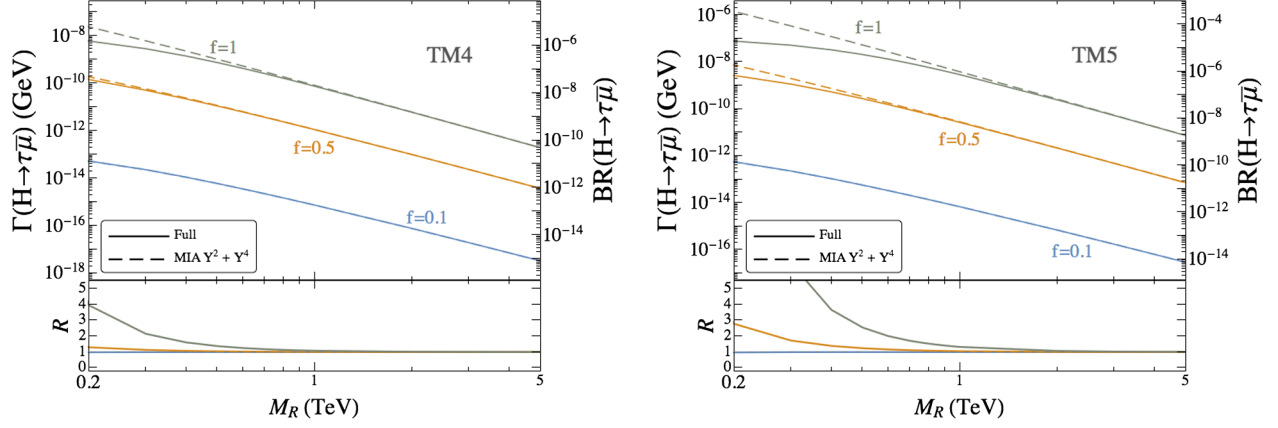 TM4
Γ(H→τμ̅) (GeV)
BR(H→τμ̅)
10⁻⁸
10⁻¹⁰
10⁻¹²
10⁻¹⁴
10⁻¹⁶
10⁻¹⁸
10⁻⁶
10⁻⁸
10⁻¹⁰
10⁻¹²
10⁻¹⁴
f=1
f=0.5
f=0.1
Full
MIA Y² + Y⁴
R
5
4
3
2
1
0
0.2
1
5
M_R (TeV)
TM5
Γ(H→τμ̅) (GeV)
BR(H→τμ̅)
10⁻⁶
10⁻⁸
10⁻¹⁰
10⁻¹²
10⁻¹⁴
10⁻¹⁶
10⁻⁴
10⁻⁶
10⁻⁸
10⁻¹⁰
10⁻¹²
10⁻¹⁴
f=1
f=0.5
f=0.1
Full
MIA Y² + Y⁴
R
5
4
3
2
1
0
0.2
1
5
M_R (TeV)